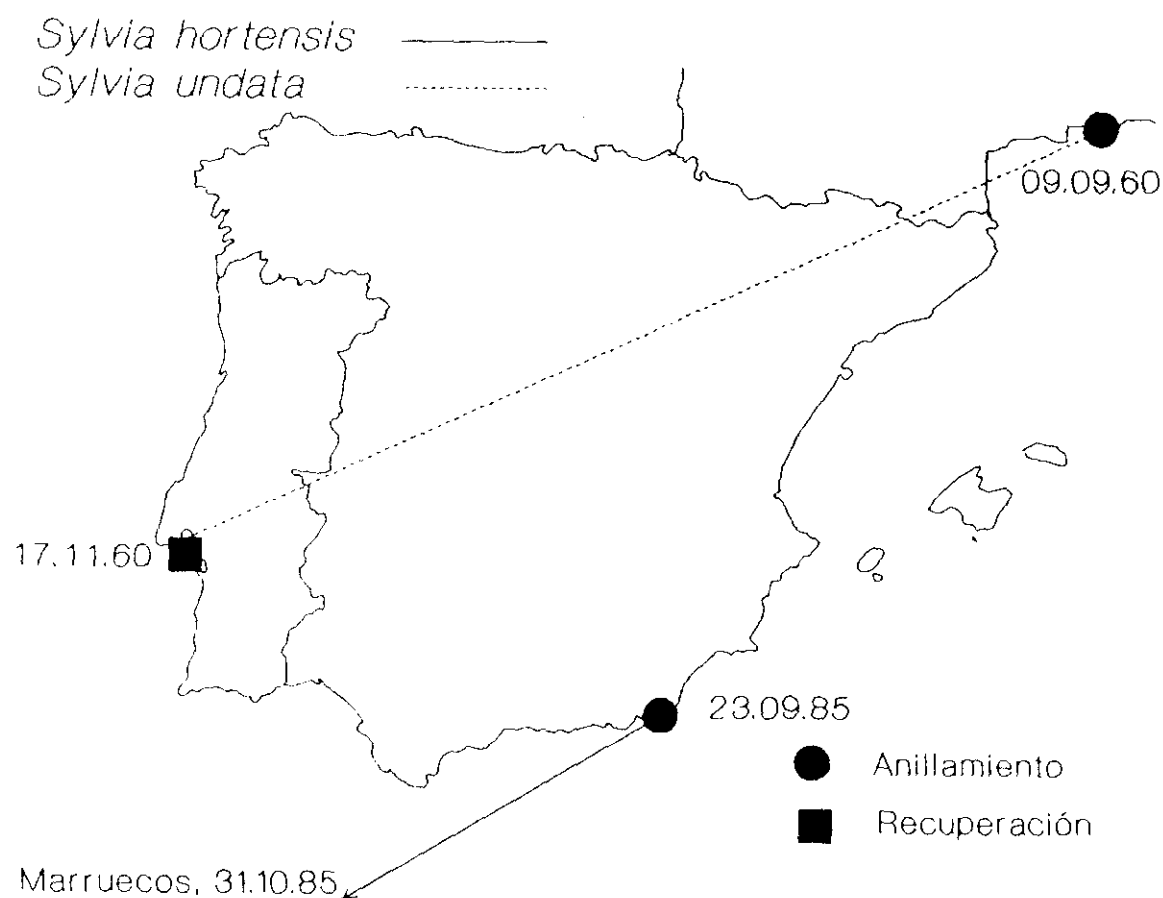 Sylvia hortensis
Sylvia undata
09.09.60
17.11.60
23.09.85
Anillamiento
Recuperación
Marruecos, 31.10.85